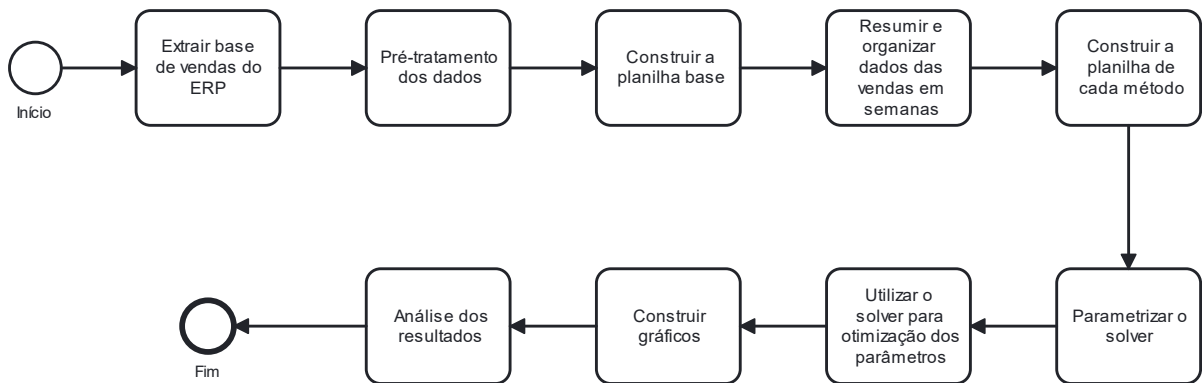 Início
Extrair base
de vendas do
ERP
Pré-tratamento
dos dados
Construir a
planilha base
Resumir e
organizar
dados das
vendas em
semanas
Construir a
planilha de
cada método
Parametrizar o
solver
Utilizar o
solver para
otimização dos
parâmetros
Construir
gráficos
Análise dos
resultados
Fim